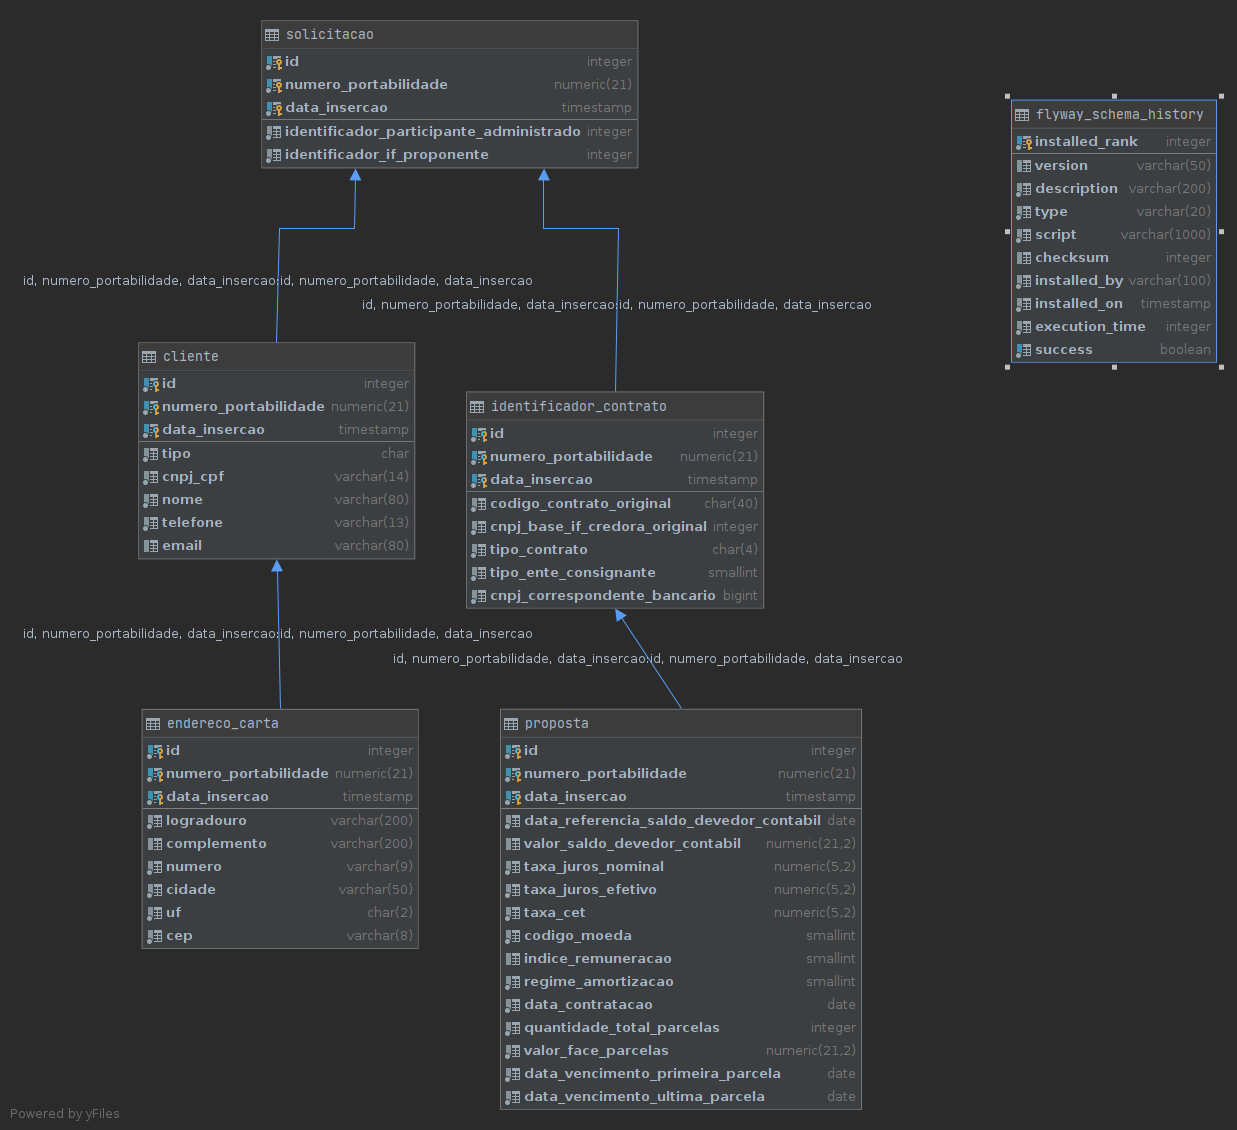 solicitacao
id integer
numero_portabilidade numeric(21)
data_insercao timestamp
identificador_participante_administrado integer
identificador_if_proponente integer
flyway_schema_history
installed_rank integer
version varchar(50)
description varchar(200)
type varchar(20)
script varchar(1000)
checksum integer
installed_by varchar(100)
installed_on timestamp
execution_time integer
success boolean
id, numero_portabilidade, data_insercao:id, numero_portabilidade, data_insercao
id, numero_portabilidade, data_insercao:id, numero_portabilidade, data_insercao
cliente
id integer
numero_portabilidade numeric(21)
data_insercao timestamp
tipo char
cnpj_cpf varchar(14)
nome varchar(80)
telefone varchar(13)
email varchar(80)
identificador_contrato
id integer
numero_portabilidade numeric(21)
data_insercao timestamp
codigo_contrato_original char(40)
cnpj_base_if_credora_original integer
tipo_contrato char(4)
tipo_ente_consignante smallint
cnpj_correspondente_bancario bigint
id, numero_portabilidade, data_insercao:id, numero_portabilidade, data_insercao
id, numero_portabilidade, data_insercao:id, numero_portabilidade, data_insercao
endereco_carta
id integer
numero_portabilidade numeric(21)
data_insercao timestamp
logradouro varchar(200)
complemento varchar(200)
numero varchar(9)
cidade varchar(50)
uf char(2)
cep varchar(8)
proposta
id integer
numero_portabilidade numeric(21)
data_insercao timestamp
data_referencia_saldo_devedor_contabil date
valor_saldo_devedor_contabil numeric(21,2)
taxa_juros_nominal numeric(5,2)
taxa_juros_efetivo numeric(5,2)
taxa_cet numeric(5,2)
codigo_moeda smallint
indice_remuneracao smallint
regime_amortizacao smallint
data_contratacao date
quantidade_total_parcelas integer
valor_face_parcelas numeric(21,2)
data_vencimento_primeira_parcela date
data_vencimento_ultima_parcela date
Powered by yFiles